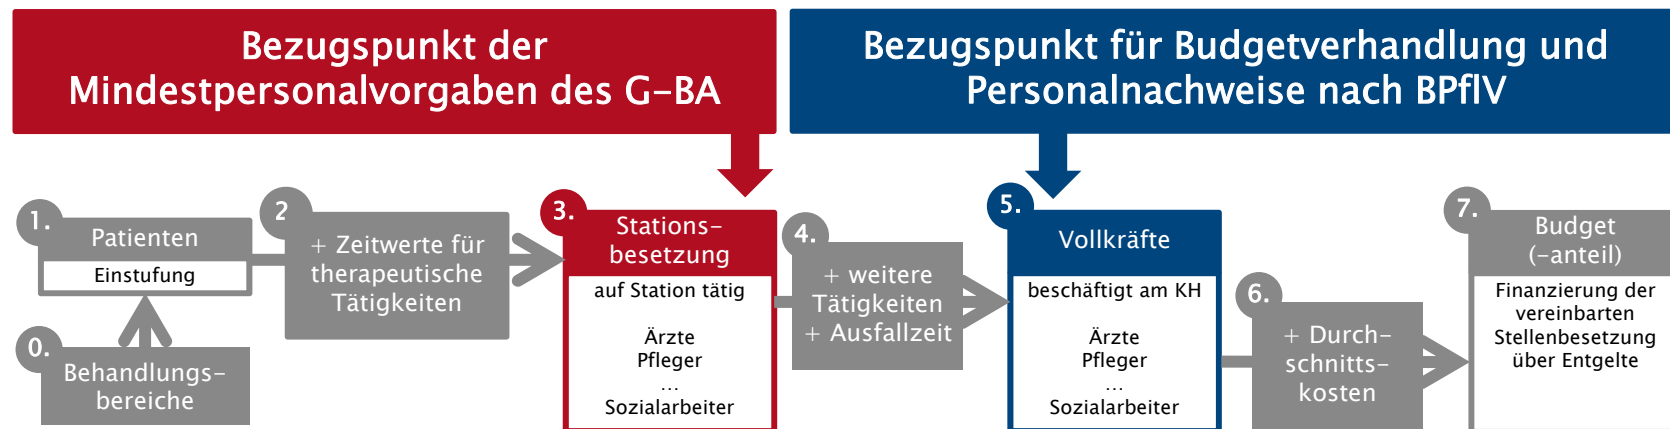 Bezugspunkt der
Mindestpersonalvorgaben des G-BA
Bezugspunkt für Budgetverhandlung und
Personalnachweise nach BPflV
1.
Patienten
Einstufung
0.
Behandlungs-
bereiche
2
+ Zeitwerte für
therapeutische
Tätigkeiten
3.
Stations-
besetzung
auf Station tätig
Ärzte
Pfleger
...
Sozialarbeiter
4.
+ weitere
Tätigkeiten
+ Ausfallzeit
5.
Vollkräfte
beschäftigt am KH
Ärzte
Pfleger
...
Sozialarbeiter
6.
+ Durch-
schnitts-
kosten
7.
Budget
(-anteil)
Finanzierung der
vereinbarten
Stellenbesetzung
über Entgelte